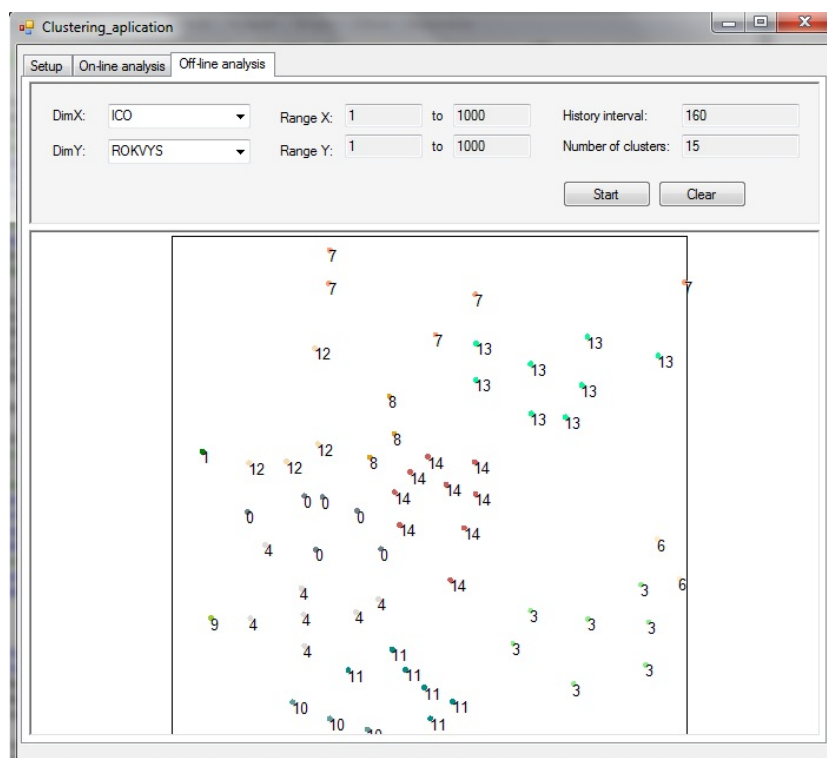 Clustering_aplication
Setup On-line analysis Off-line analysis
DimX: ICO Range X: 1 to 1000 History interval: 160
DimY: ROKVYS Range Y: 1 to 1000 Number of clusters: 15
Start Clear
7
7 7
7
7
12 13 13
13
13
13 13
8
13 13
8
12
1 12 12 8 14 14
14
14 14 14
0 0
0 0
14 14
4 0 0 6
4 14 3 6
4
9 4 4 4 3 3 3
4 3
11
11 11 3
11 3
10 11
10 11
10